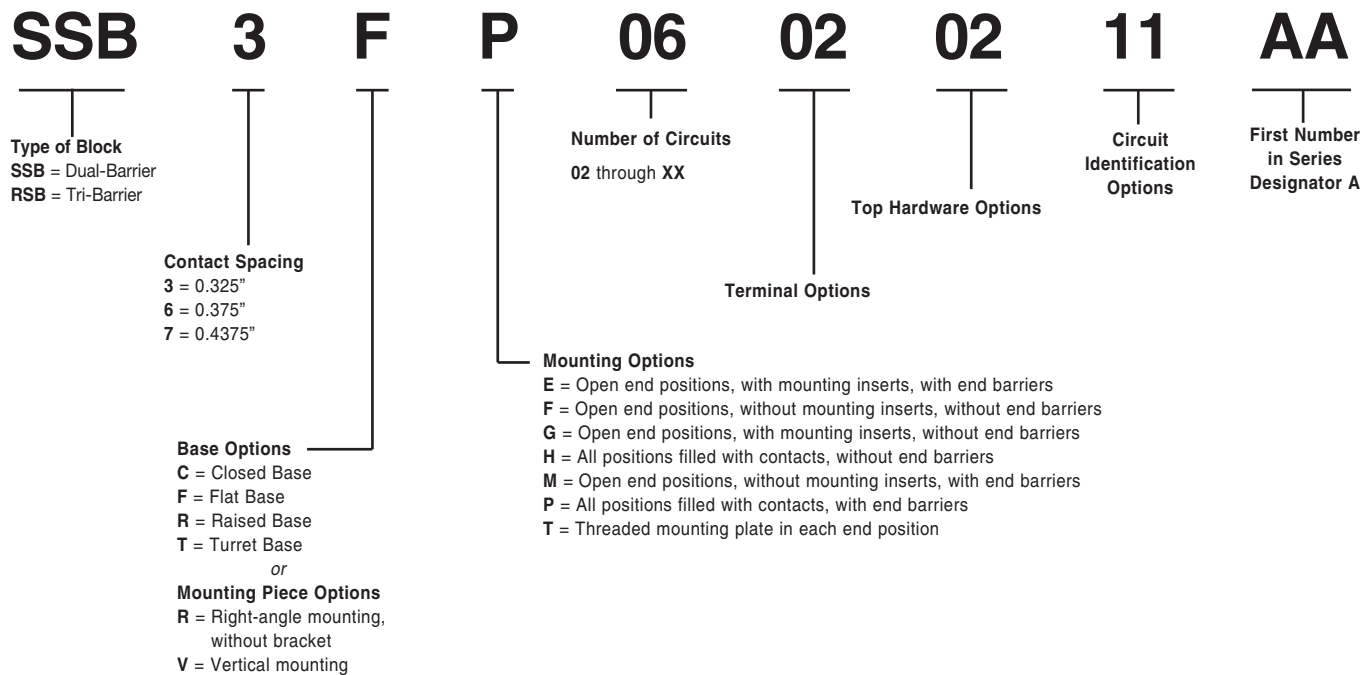 SSB 3 F P 06 02 02 11 AA
Type of Block
SSB = Dual-Barrier
RSB = Tri-Barrier
Contact Spacing
3 = 0.325”
6 = 0.375”
7 = 0.4375”
Base Options
C = Closed Base
F = Flat Base
R = Raised Base
T = Turret Base
or
Mounting Piece Options
R = Right-angle mounting,
without bracket
V = Vertical mounting
Mounting Options
E = Open end positions, with mounting inserts, with end barriers
F = Open end positions, without mounting inserts, without end barriers
G = Open end positions, with mounting inserts, without end barriers
H = All positions filled with contacts, without end barriers
M = Open end positions, without mounting inserts, with end barriers
P = All positions filled with contacts, with end barriers
T = Threaded mounting plate in each end position
Number of Circuits
02 through XX
Terminal Options
Top Hardware Options
Circuit
Identification
Options
First Number
in Series
Designator A